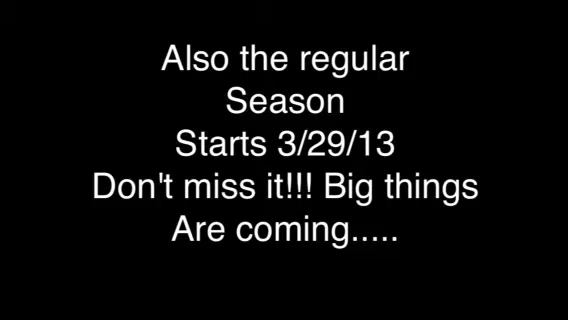 Also the regular
Season
Starts 3/29/13
Don't miss it!!! Big things
Are coming.....